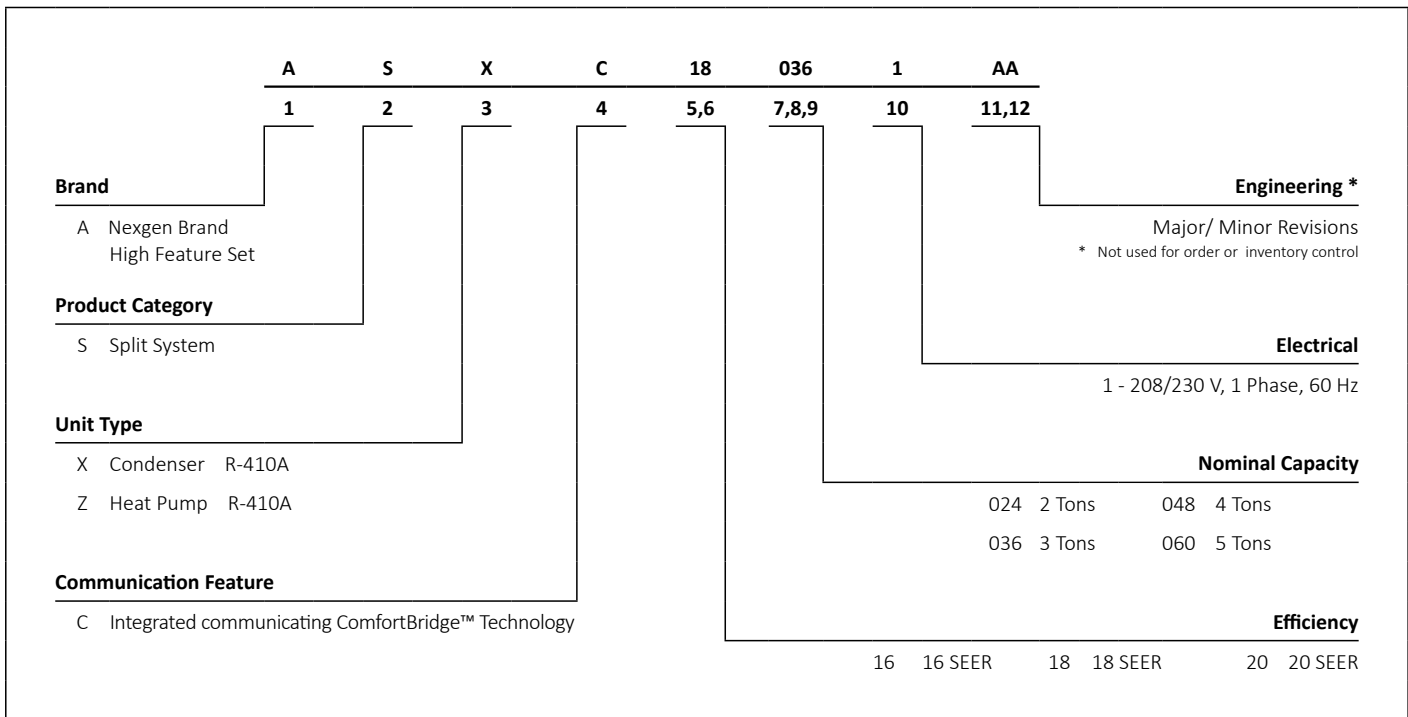 A S X C 18 036 1 AA
1 2 3 4 5,6 7,8,9 10 11,12
Brand
A Nexgen Brand
High Feature Set
Product Category
S Split System
Unit Type
X Condenser R-410A
Z Heat Pump R-410A
Communication Feature
C Integrated communicating ComfortBridge™ Technology
Engineering *
Major/ Minor Revisions
* Not used for order or inventory control
Electrical
1 - 208/230 V, 1 Phase, 60 Hz
Nominal Capacity
024 2 Tons 048 4 Tons
036 3 Tons 060 5 Tons
Efficiency
16 16 SEER 18 18 SEER 20 20 SEER